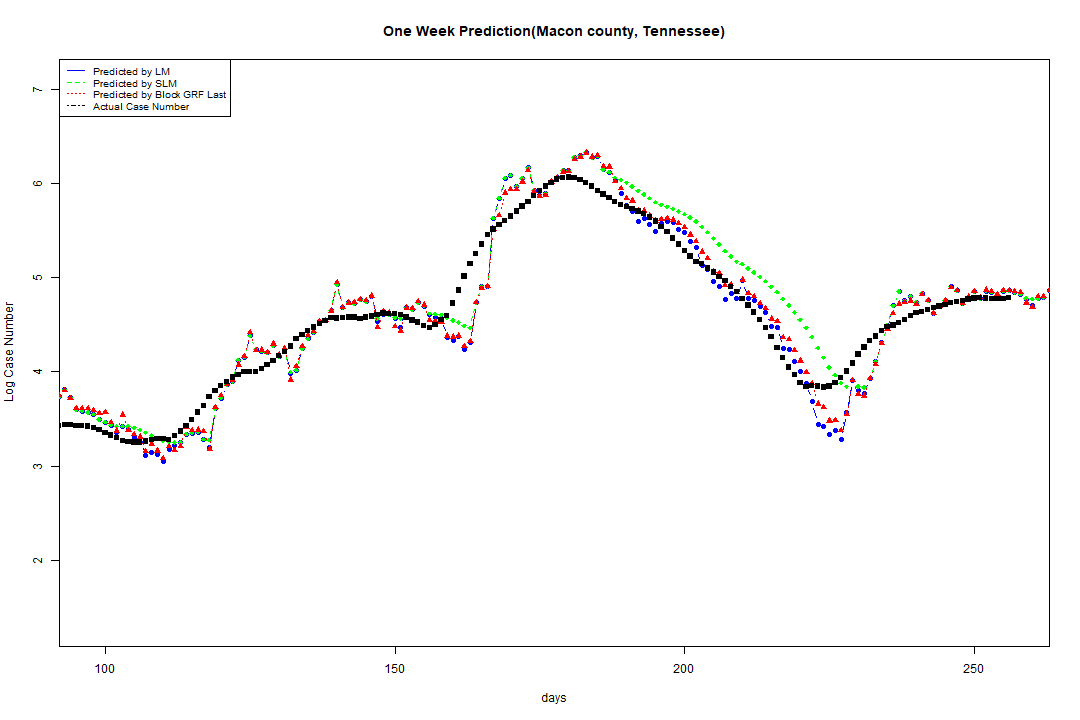 One Week Prediction(Macon county, Tennessee)
Predicted by LM
Predicted by SLM
Predicted by Block GRF Last
Actual Case Number
7
6
5
4
3
2
Log Case Number
100 150 200 250
days